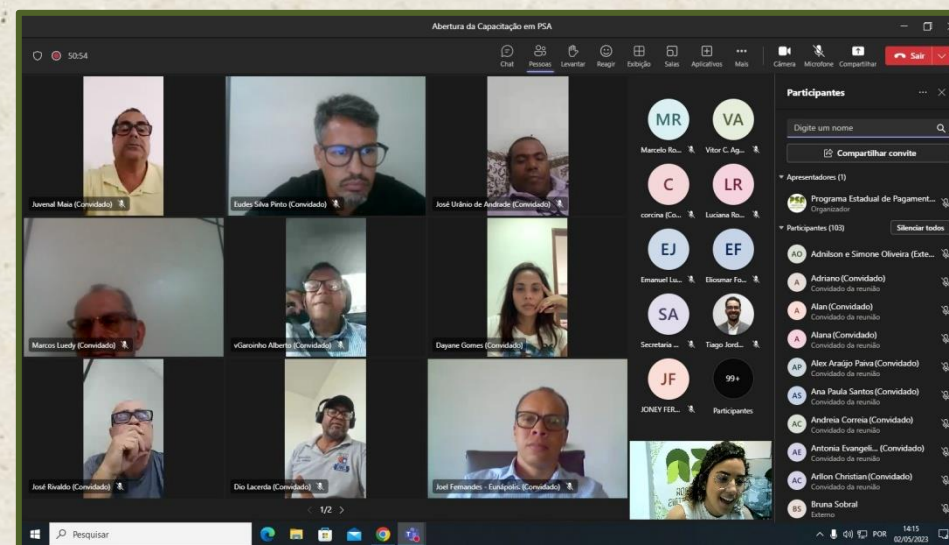 Abertura da Capacitação em PSA
50:54
Chat
Pessoas
Levantar
Reagir
Exibição
Salas
Aplicativos
Mais
Câmera
Microfone
Compartilhar
Sair
Juvenal Maia (Convidado)
Eudes Silva Pinto (Convidado)
José Urânio de Andrade (Convidado)
Marcos Luedy (Convidado)
vGaroinho Alberto (Convidado)
Dayane Gomes (Convidado)
José Rivaldo (Convidado)
Dio Lacerda (Convidado)
Joel Fernandes - Eunápolis. (Convidado)
1/2
MR
Marcelo Ro...
VA
Vitor C. Ag...
C
corcina (Co...
LR
Luciana Ro...
EJ
Emanuel Lu...
EF
Eliosmar Fo...
SA
Secretaria ...
Tiago Jord...
JF
JONEY FER...
99+
Participantes
Participantes
Digite um nome
Compartilhar convite
Apresentadores (1)
Programa Estadual de Pagament...
Organizador
Participantes (103)
Silenciar todos
AO
Adnilson e Simone Oliveira (Exte...
A
Adriano (Convidado)
Convidado da reunião
A
Alan (Convidado)
Convidado da reunião
A
Alana (Convidado)
Convidado da reunião
AP
Alex Araújo Paiva (Convidado)
Convidado da reunião
AS
Ana Paula Santos (Convidado)
Convidado da reunião
AC
Andreia Correia (Convidado)
Convidado da reunião
AE
Antonia Evangeli... (Convidado)
Convidado da reunião
AC
Arllon Christian (Convidado)
Convidado da reunião
BS
Bruna Sobral
Externo
Pesquisar
POR
14:15
02/05/2023